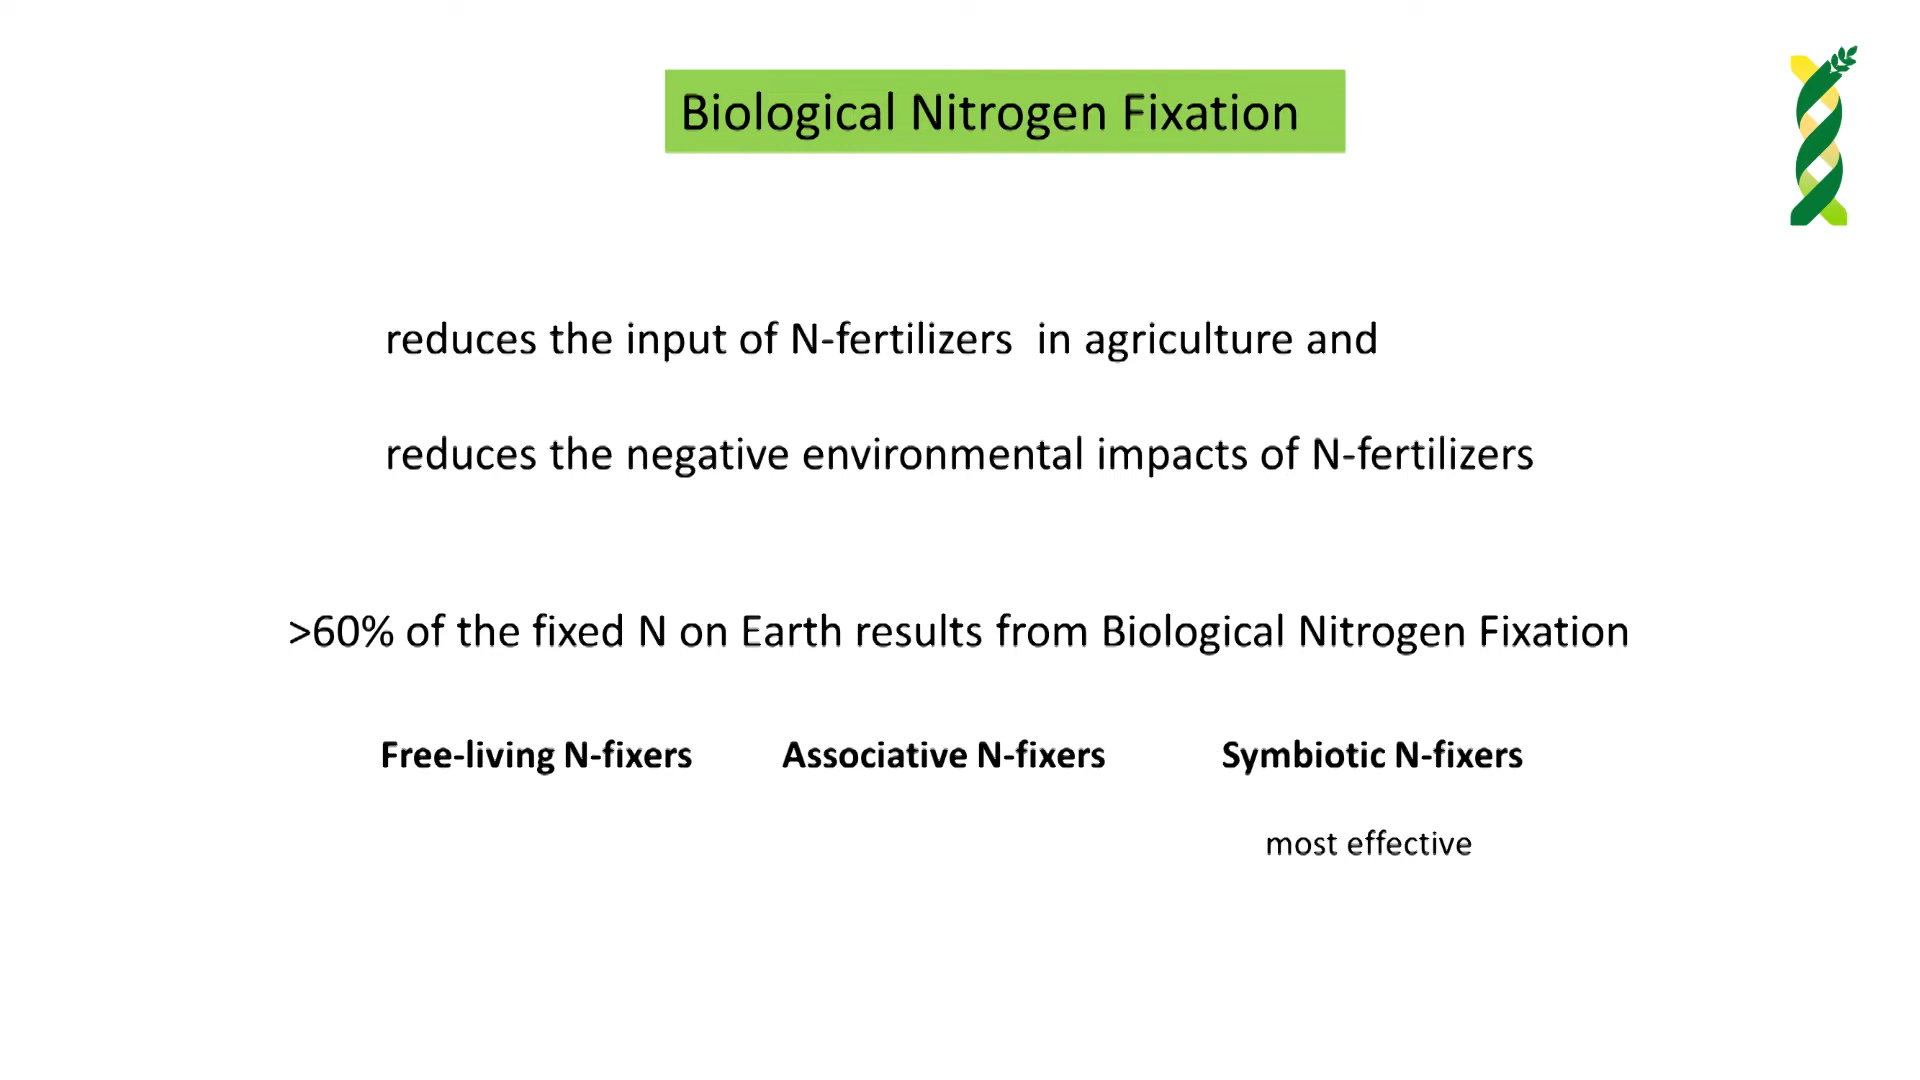 Biological Nitrogen Fixation
reduces the input of N-fertilizers  in agriculture and
reduces the negative environmental impacts of N-fertilizers
>60% of the fixed N on Earth results from Biological Nitrogen Fixation
Free-living N-fixers
Associative N-fixers
Symbiotic N-fixers
most effective